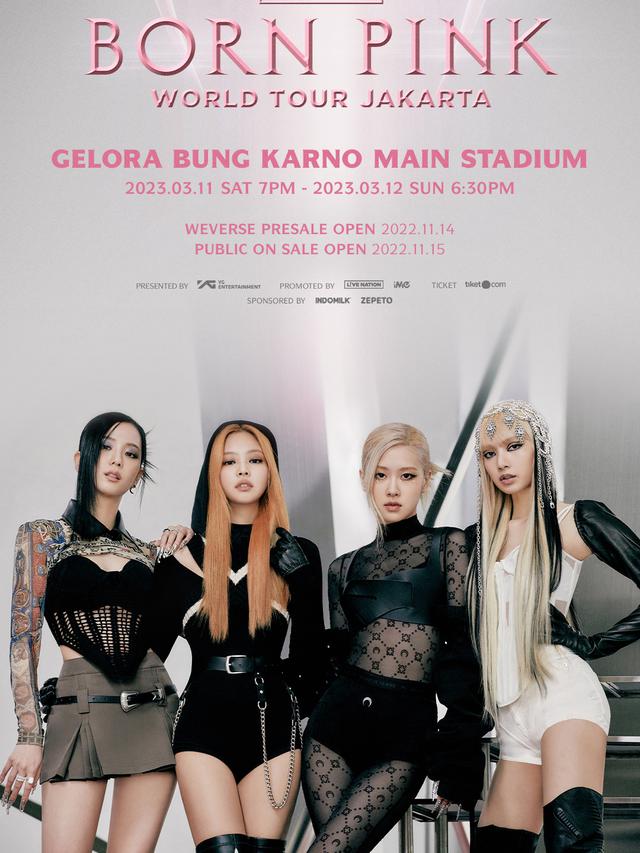 BORN PINK
WORLD TOUR JAKARTA
GELORA BUNG KARNO MAIN STADIUM
2023.03.11 SAT 7PM - 2023.03.12 SUN 6:30PM
WEVERSE PRESALE OPEN 2022.11.14
PUBLIC ON SALE OPEN 2022.11.15
PRESENTED BY YG ENTERTAINMENT PROMOTED BY LIVE NATION iMe TICKET tiket.com
SPONSORED BY INDOMILK ZEPETO